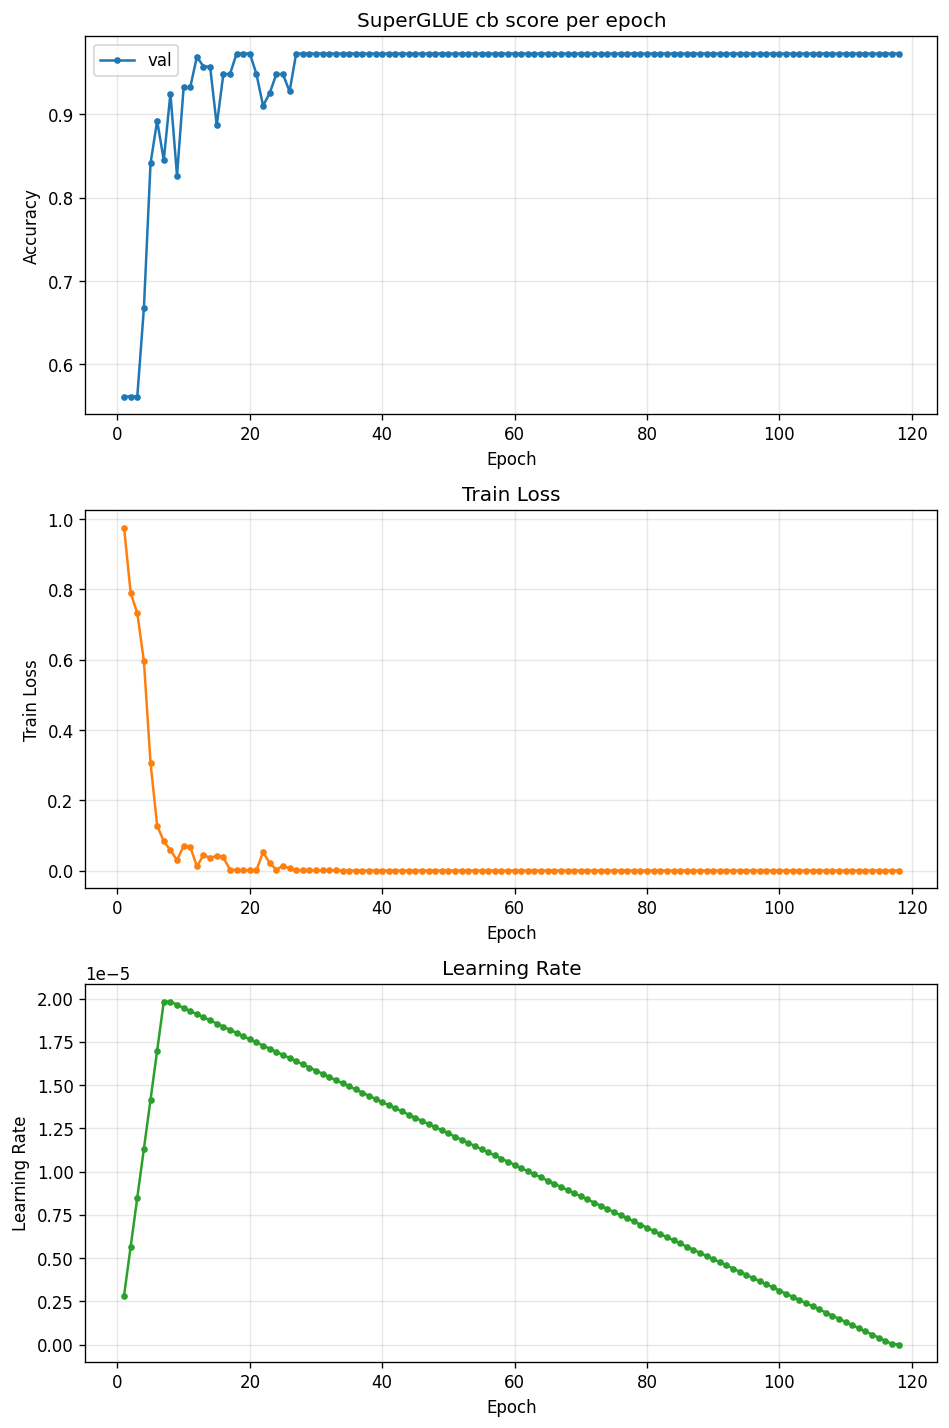 SuperGLUE cb score per epoch
val
0.9
0.8
0.7
0.6
Accuracy
0 20 40 60 80 100 120
Epoch
Train Loss
1.0
0.8
0.6
0.4
0.2
0.0
Train Loss
0 20 40 60 80 100 120
Epoch
Learning Rate
1e−5
2.00
1.75
1.50
1.25
1.00
0.75
0.50
0.25
0.00
Learning Rate
0 20 40 60 80 100 120
Epoch